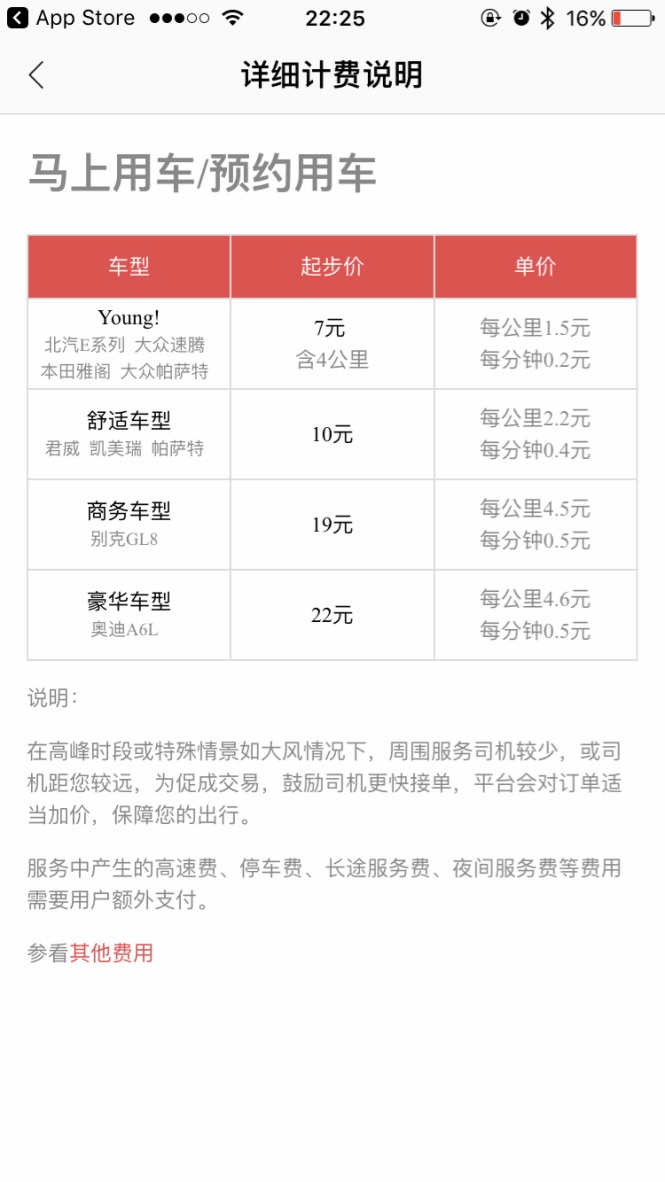 App Store 22:25 16%
详细计费说明
马上用车/预约用车
车型 起步价 单价
Young!
北汽E系列 大众速腾
本田雅阁 大众帕萨特
7元
含4公里
每公里1.5元
每分钟0.2元
舒适车型
君威 凯美瑞 帕萨特
10元
每公里2.2元
每分钟0.4元
商务车型
别克GL8
19元
每公里4.5元
每分钟0.5元
豪华车型
奥迪A6L
22元
每公里4.6元
每分钟0.5元
说明：
在高峰时段或特殊情景如大风情况下，周围服务司机较少，或司
机距您较远，为促成交易，鼓励司机更快接单，平台会对订单适
当加价，保障您的出行。
服务中产生的高速费、停车费、长途服务费、夜间服务费等费用
需要用户额外支付。
参看其他费用